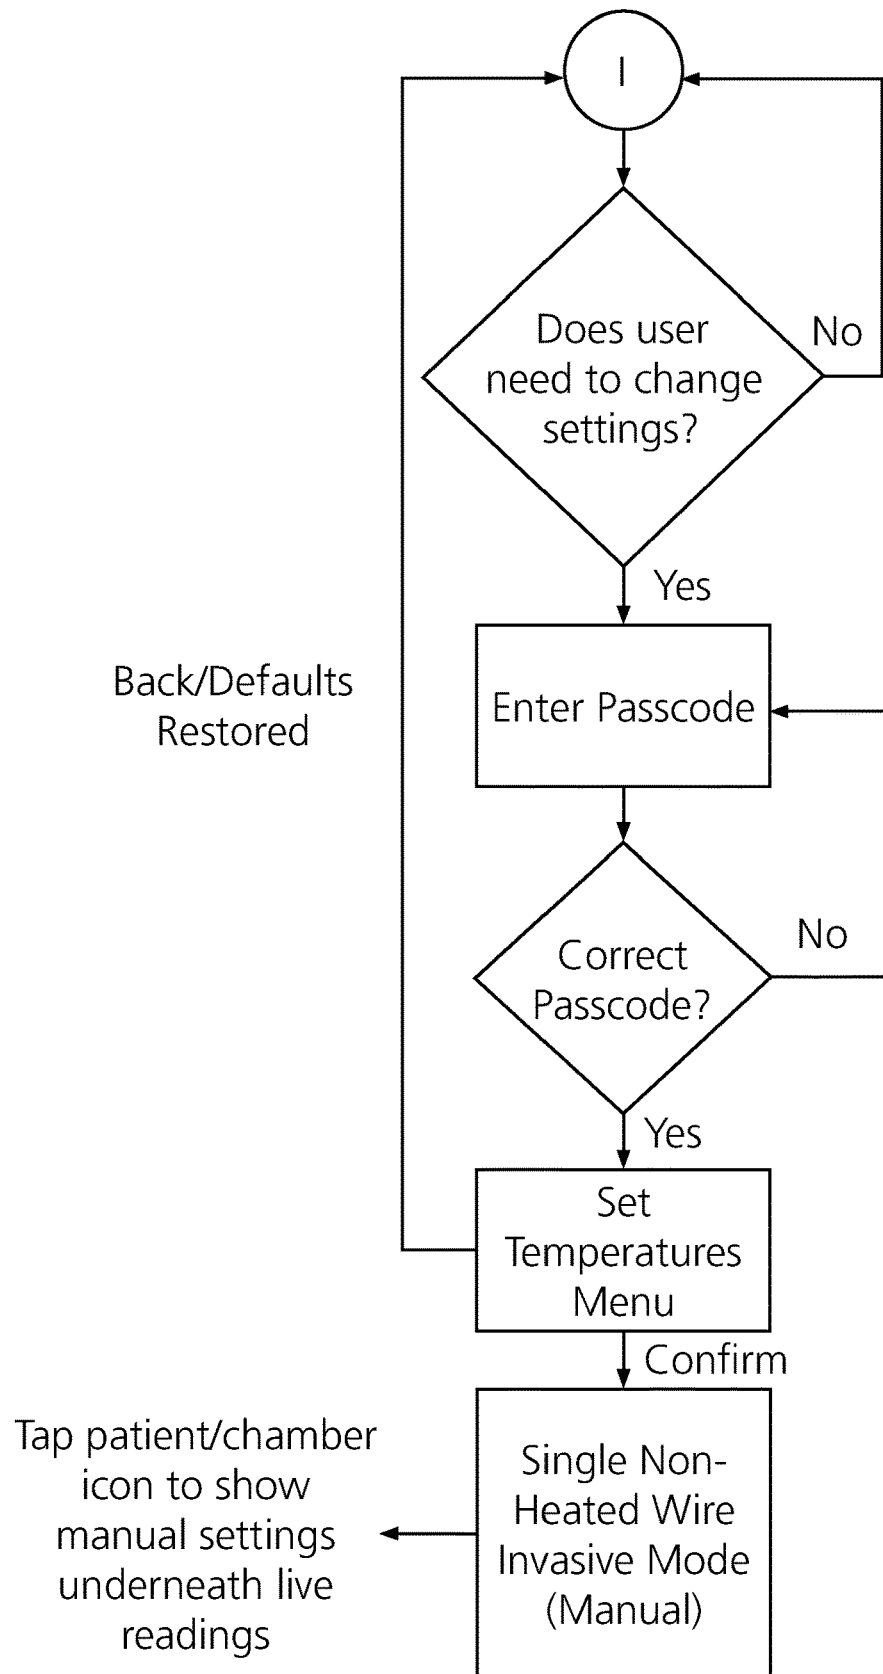 I
Does user
need to change
settings?
No
Yes
Back/Defaults
Restored
Enter Passcode
Correct
Passcode?
No
Yes
Set
Temperatures
Menu
Confirm
Tap patient/chamber
icon to show
manual settings
underneath live
readings
Single Non-
Heated Wire
Invasive Mode
(Manual)